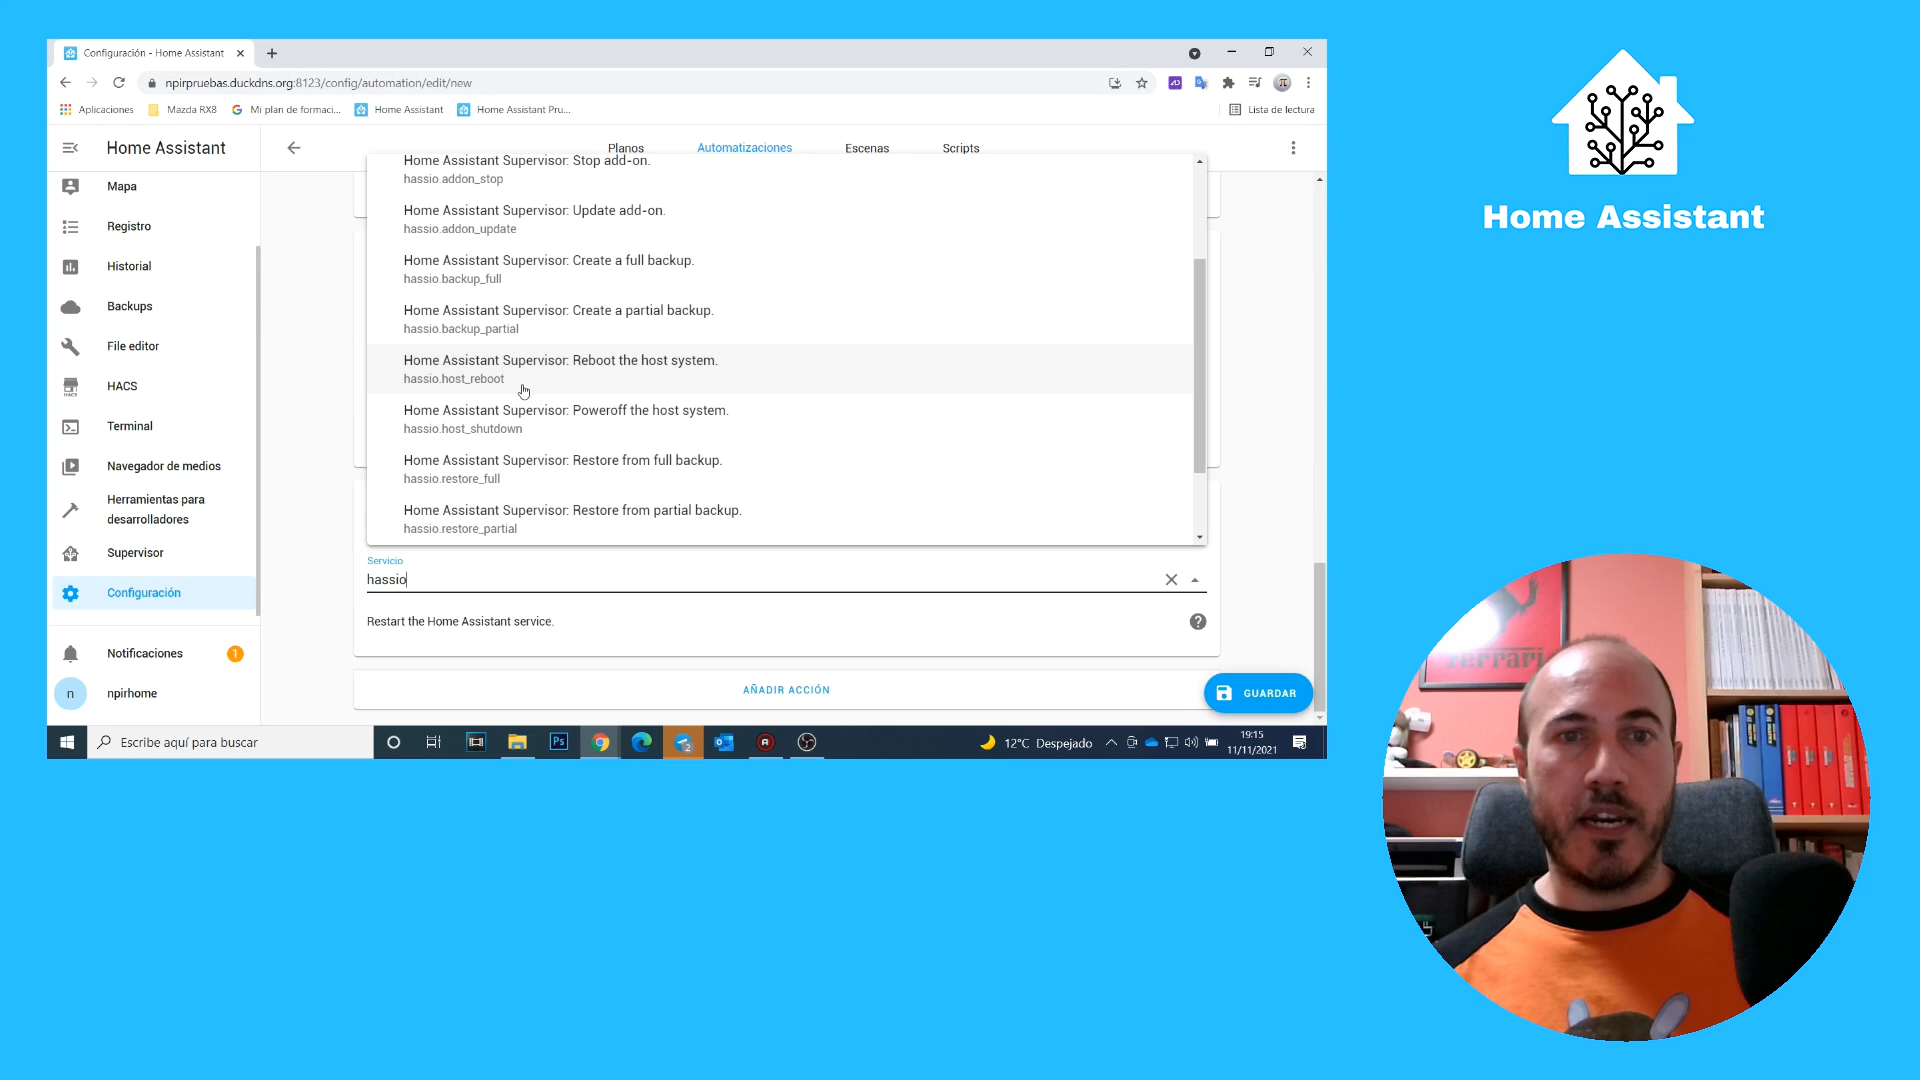 Configuración - Home Assistant
npirpruebas.duckdns.org:8123/config/automation/edit/new
Aplicaciones
Mazda RX8
Mi plan de formaci...
Home Assistant
Home Assistant Pru...
Lista de lectura
Home Assistant
Planos
Automatizaciones
Escenas
Scripts
Mapa
Registro
Historial
Backups
File editor
HACS
HACS
Terminal
Navegador de medios
Herramientas para
desarrolladores
Supervisor
Configuración
Notificaciones
1
n
npirhome
Home Assistant Supervisor: Stop add-on.
hassio.addon_stop
Home Assistant Supervisor: Update add-on.
hassio.addon_update
Home Assistant Supervisor: Create a full backup.
hassio.backup_full
Home Assistant Supervisor: Create a partial backup.
hassio.backup_partial
Home Assistant Supervisor: Reboot the host system.
hassio.host_reboot
Home Assistant Supervisor: Poweroff the host system.
hassio.host_shutdown
Home Assistant Supervisor: Restore from full backup.
hassio.restore_full
Home Assistant Supervisor: Restore from partial backup.
hassio.restore_partial
Servicio
hassio
Restart the Home Assistant service.
AÑADIR ACCIÓN
GUARDAR
Escribe aquí para buscar
Ps
2
12°C Despejado
19:15
11/11/2021
Home Assistant
Ferrari